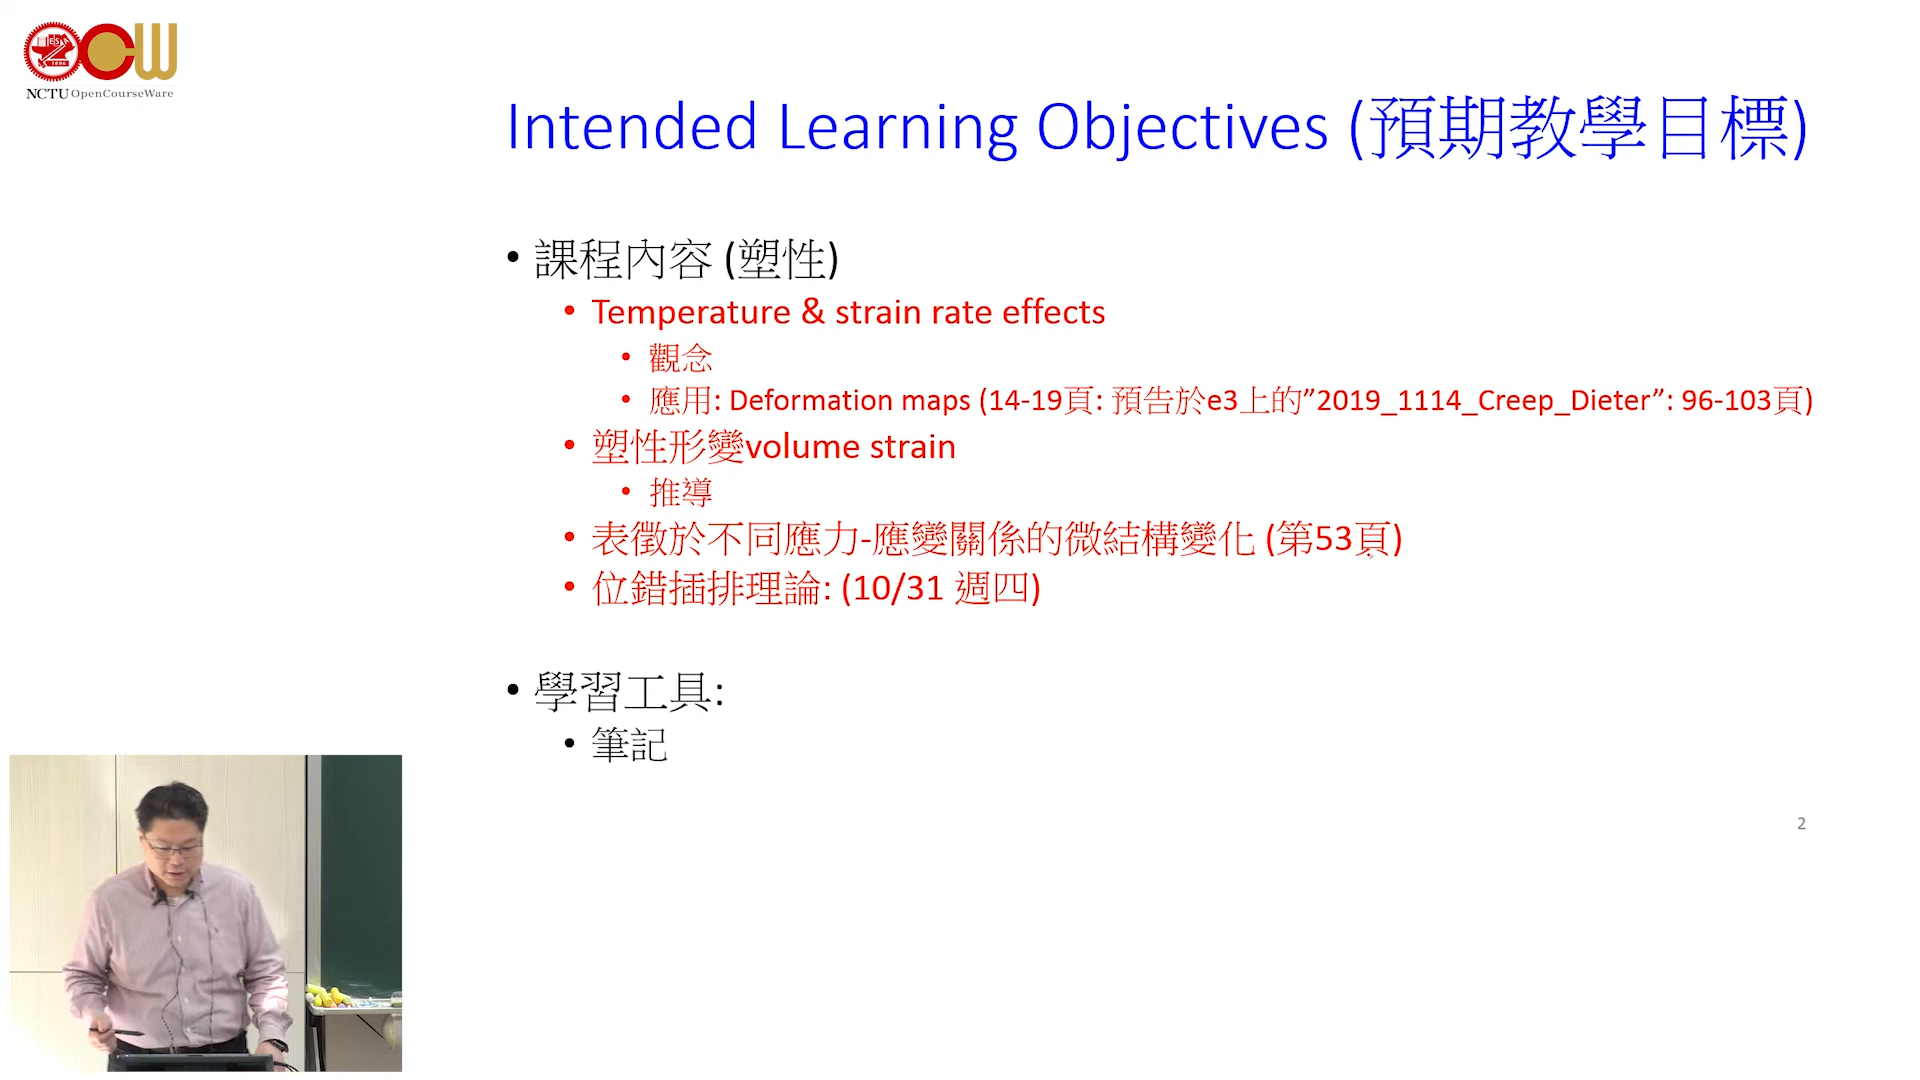 OCW
NCTU OpenCourseWare
Intended Learning Objectives (預期教學目標)
• 課程內容 (塑性)
• Temperature & strain rate effects
• 觀念
• 應用: Deformation maps (14-19頁: 預告於e3上的”2019_1114_Creep_Dieter”: 96-103頁)
• 塑性形變volume strain
• 推導
• 表徵於不同應力-應變關係的微結構變化 (第53頁)
• 位錯插排理論: (10/31 週四)
• 學習工具:
• 筆記
2